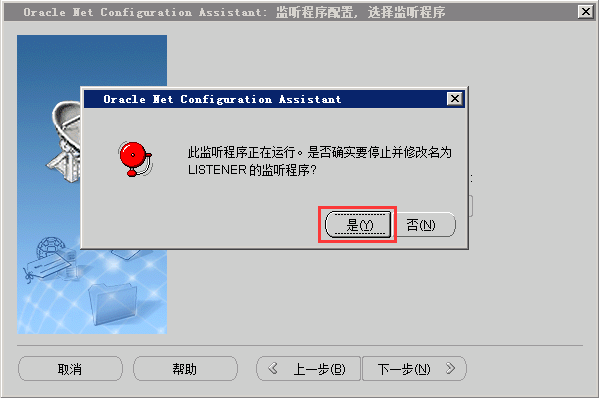 Oracle Net Configuration Assistant: 监听程序配置, 选择监听程序
Oracle Net Configuration Assistant
此监听程序正在运行。是否确实要停止并修改名为
LISTENER 的监听程序?
:
是(Y)
否(N)
取消
帮助
上一步(B)
下一步(N)